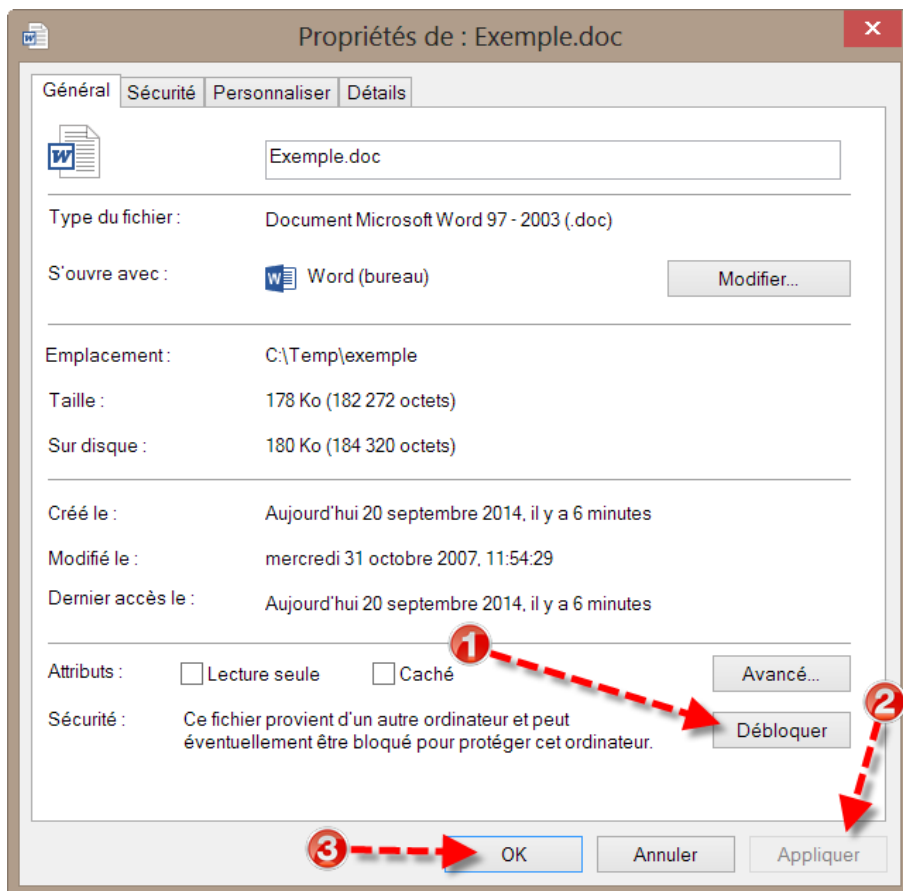 Propriétés de : Exemple.doc
x
Général Sécurité Personnaliser Détails
W
Exemple.doc
Type du fichier : Document Microsoft Word 97 - 2003 (.doc)
S'ouvre avec : W Word (bureau) Modifier...
Emplacement : C:\Temp\exemple
Taille : 178 Ko (182 272 octets)
Sur disque : 180 Ko (184 320 octets)
Créé le : Aujourd'hui 20 septembre 2014, il y a 6 minutes
Modifié le : mercredi 31 octobre 2007, 11:54:29
Dernier accès le : Aujourd'hui 20 septembre 2014, il y a 6 minutes
1
Attributs : Lecture seule Caché Avancé...
2
Sécurité : Ce fichier provient d'un autre ordinateur et peut
éventuellement être bloqué pour protéger cet ordinateur.
Débloquer
3
OK Annuler Appliquer